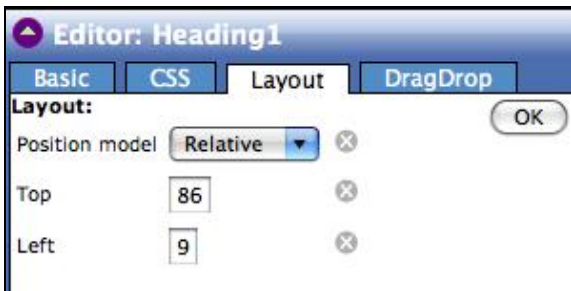 Editor: Heading1
Basic CSS Layout DragDrop
Layout:
OK
Position model Relative
Top 86
Left 9